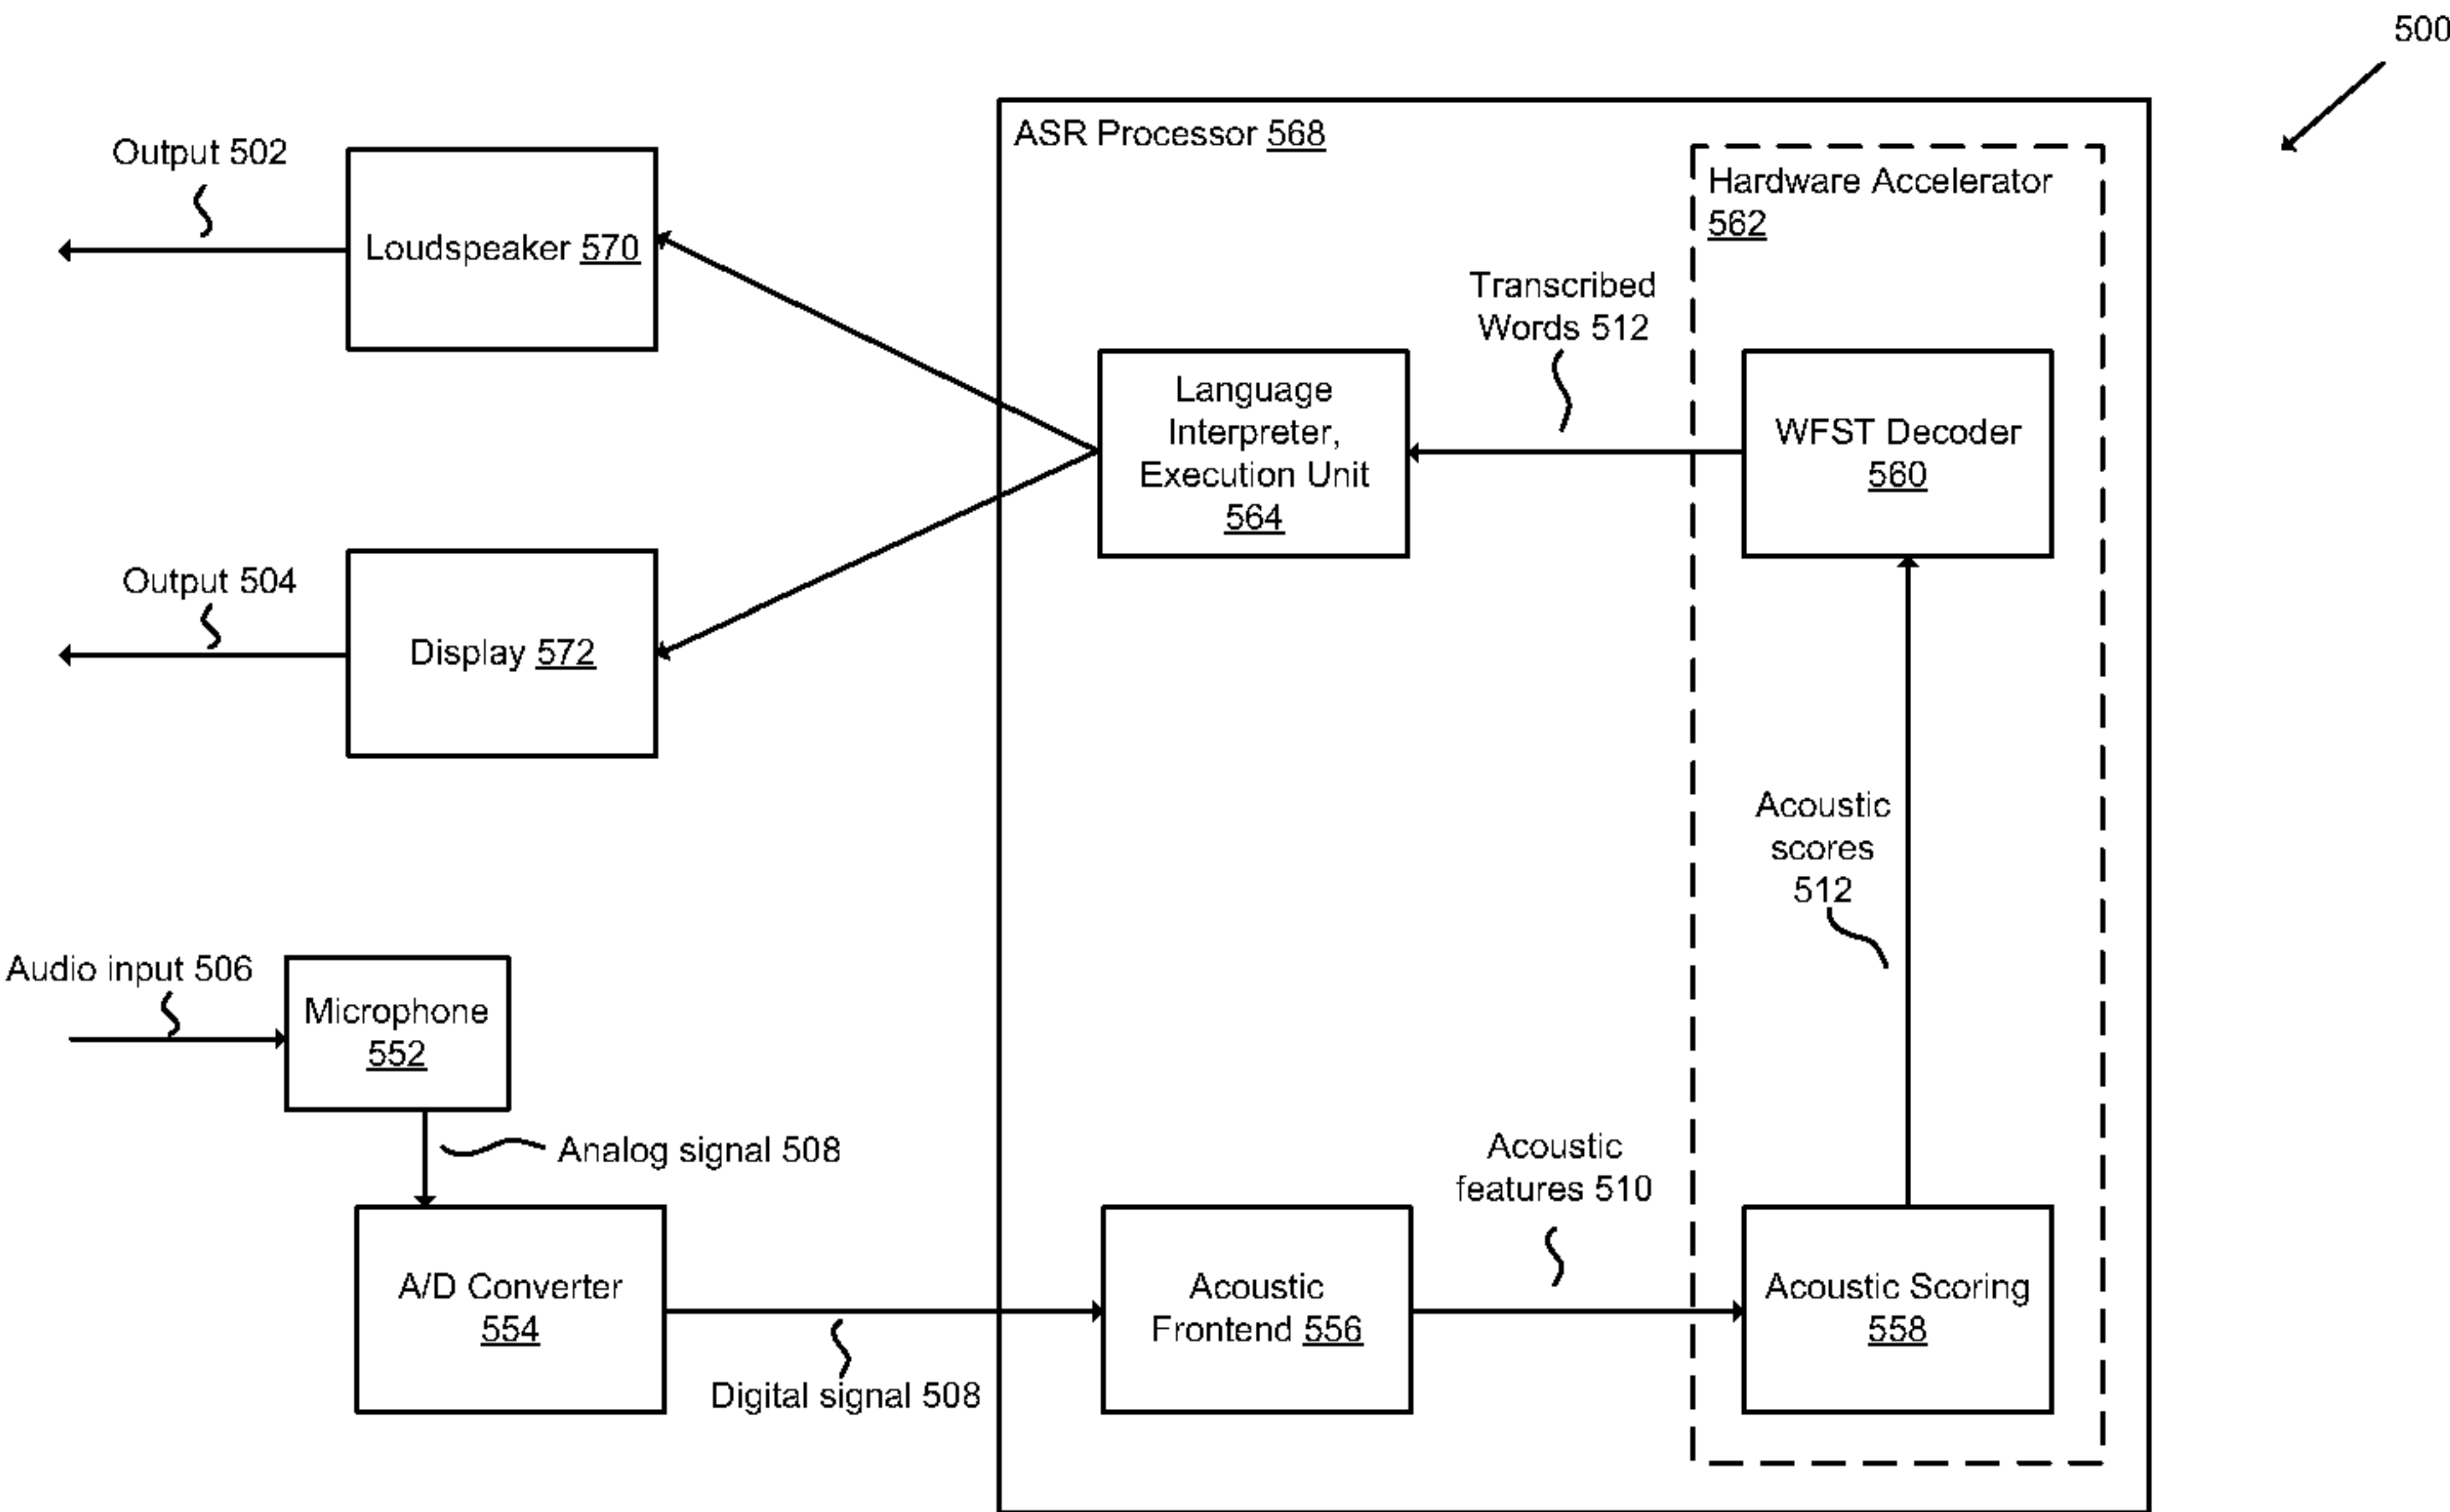 500
ASR Processor 568
Output 502
Loudspeaker 570
Hardware Accelerator
562
Transcribed
Words 512
Language
Interpreter,
Execution Unit
564
WFST Decoder
560
Output 504
Display 572
Acoustic
scores
512
Audio input 506
Microphone
552
Analog signal 508
Acoustic
features 510
A/D Converter
554
Digital signal 508
Acoustic
Frontend 556
Acoustic Scoring
558